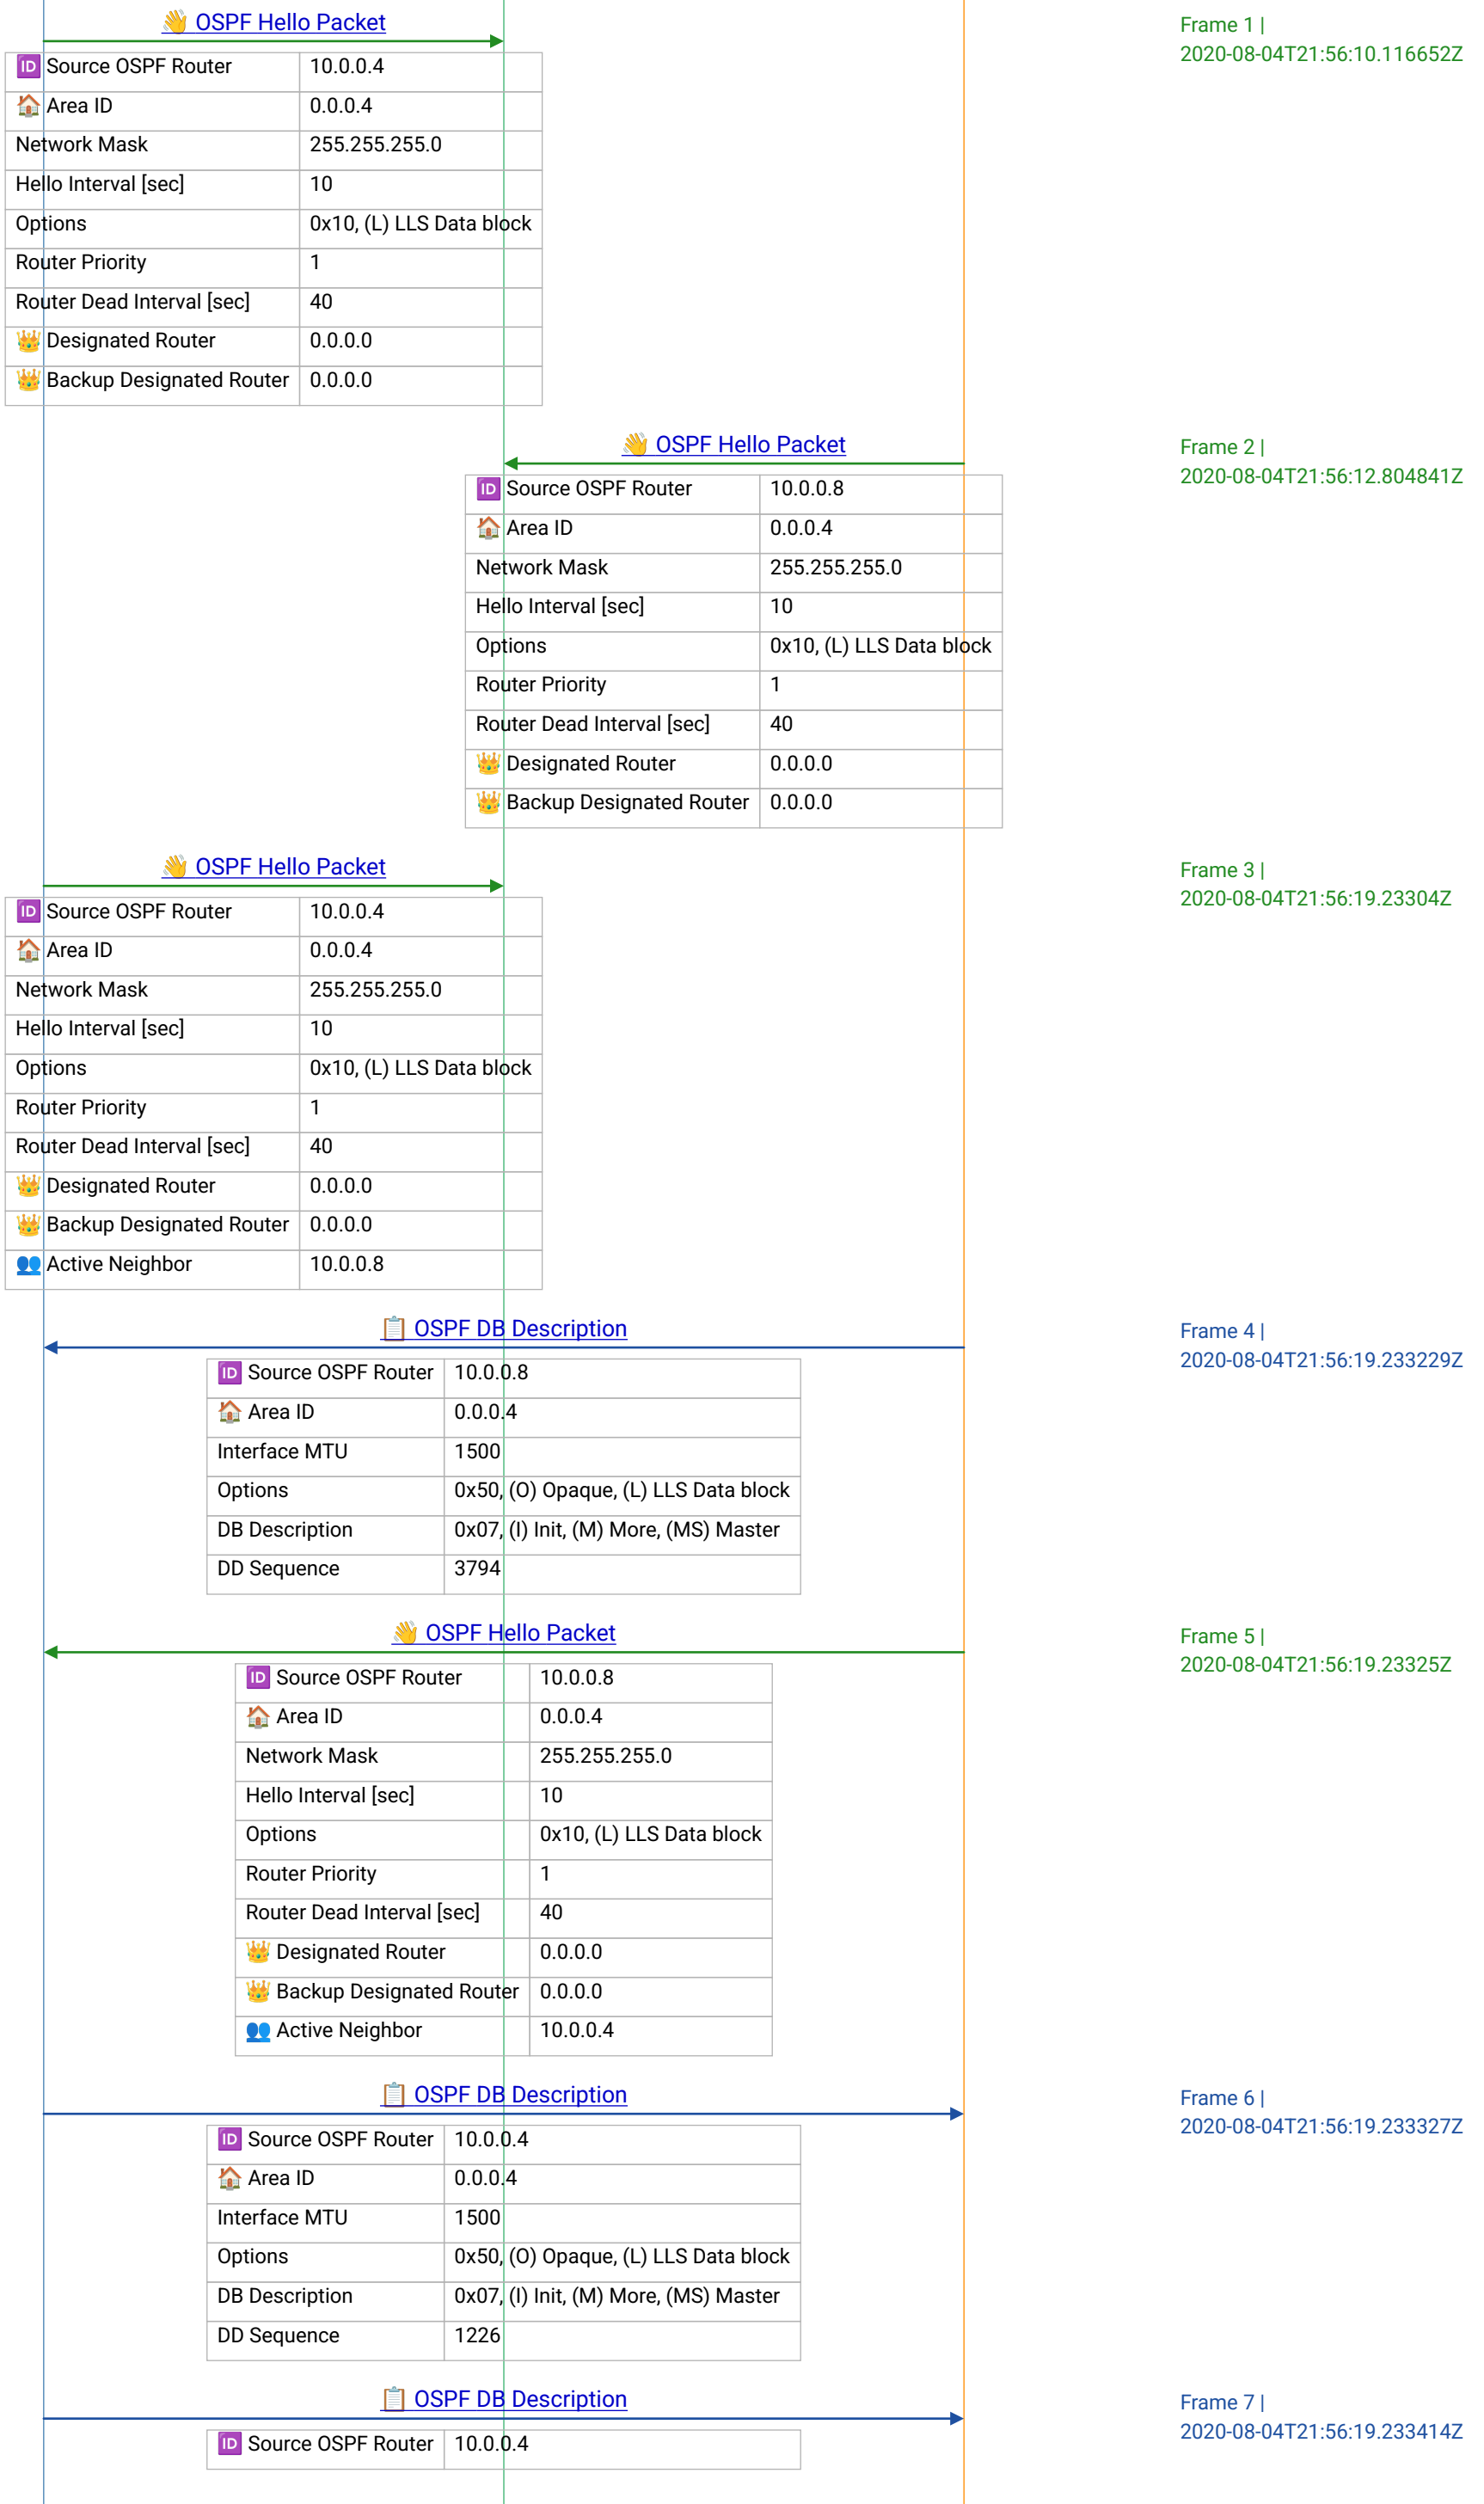 👋 OSPF Hello Packet
Frame 1 |
2020-08-04T21:56:10.116652Z
🆔 Source OSPF Router 10.0.0.4
🏠 Area ID 0.0.0.4
Network Mask 255.255.255.0
Hello Interval [sec] 10
Options 0x10, (L) LLS Data block
Router Priority 1
Router Dead Interval [sec] 40
👑 Designated Router 0.0.0.0
👑 Backup Designated Router 0.0.0.0
👋 OSPF Hello Packet
Frame 2 |
2020-08-04T21:56:12.804841Z
🆔 Source OSPF Router 10.0.0.8
🏠 Area ID 0.0.0.4
Network Mask 255.255.255.0
Hello Interval [sec] 10
Options 0x10, (L) LLS Data block
Router Priority 1
Router Dead Interval [sec] 40
👑 Designated Router 0.0.0.0
👑 Backup Designated Router 0.0.0.0
👋 OSPF Hello Packet
Frame 3 |
2020-08-04T21:56:19.23304Z
🆔 Source OSPF Router 10.0.0.4
🏠 Area ID 0.0.0.4
Network Mask 255.255.255.0
Hello Interval [sec] 10
Options 0x10, (L) LLS Data block
Router Priority 1
Router Dead Interval [sec] 40
👑 Designated Router 0.0.0.0
👑 Backup Designated Router 0.0.0.0
👥 Active Neighbor 10.0.0.8
📋 OSPF DB Description
Frame 4 |
2020-08-04T21:56:19.233229Z
🆔 Source OSPF Router 10.0.0.8
🏠 Area ID 0.0.0.4
Interface MTU 1500
Options 0x50, (O) Opaque, (L) LLS Data block
DB Description 0x07, (I) Init, (M) More, (MS) Master
DD Sequence 3794
👋 OSPF Hello Packet
Frame 5 |
2020-08-04T21:56:19.23325Z
🆔 Source OSPF Router 10.0.0.8
🏠 Area ID 0.0.0.4
Network Mask 255.255.255.0
Hello Interval [sec] 10
Options 0x10, (L) LLS Data block
Router Priority 1
Router Dead Interval [sec] 40
👑 Designated Router 0.0.0.0
👑 Backup Designated Router 0.0.0.0
👥 Active Neighbor 10.0.0.4
📋 OSPF DB Description
Frame 6 |
2020-08-04T21:56:19.233327Z
🆔 Source OSPF Router 10.0.0.4
🏠 Area ID 0.0.0.4
Interface MTU 1500
Options 0x50, (O) Opaque, (L) LLS Data block
DB Description 0x07, (I) Init, (M) More, (MS) Master
DD Sequence 1226
📋 OSPF DB Description
Frame 7 |
2020-08-04T21:56:19.233414Z
🆔 Source OSPF Router 10.0.0.4